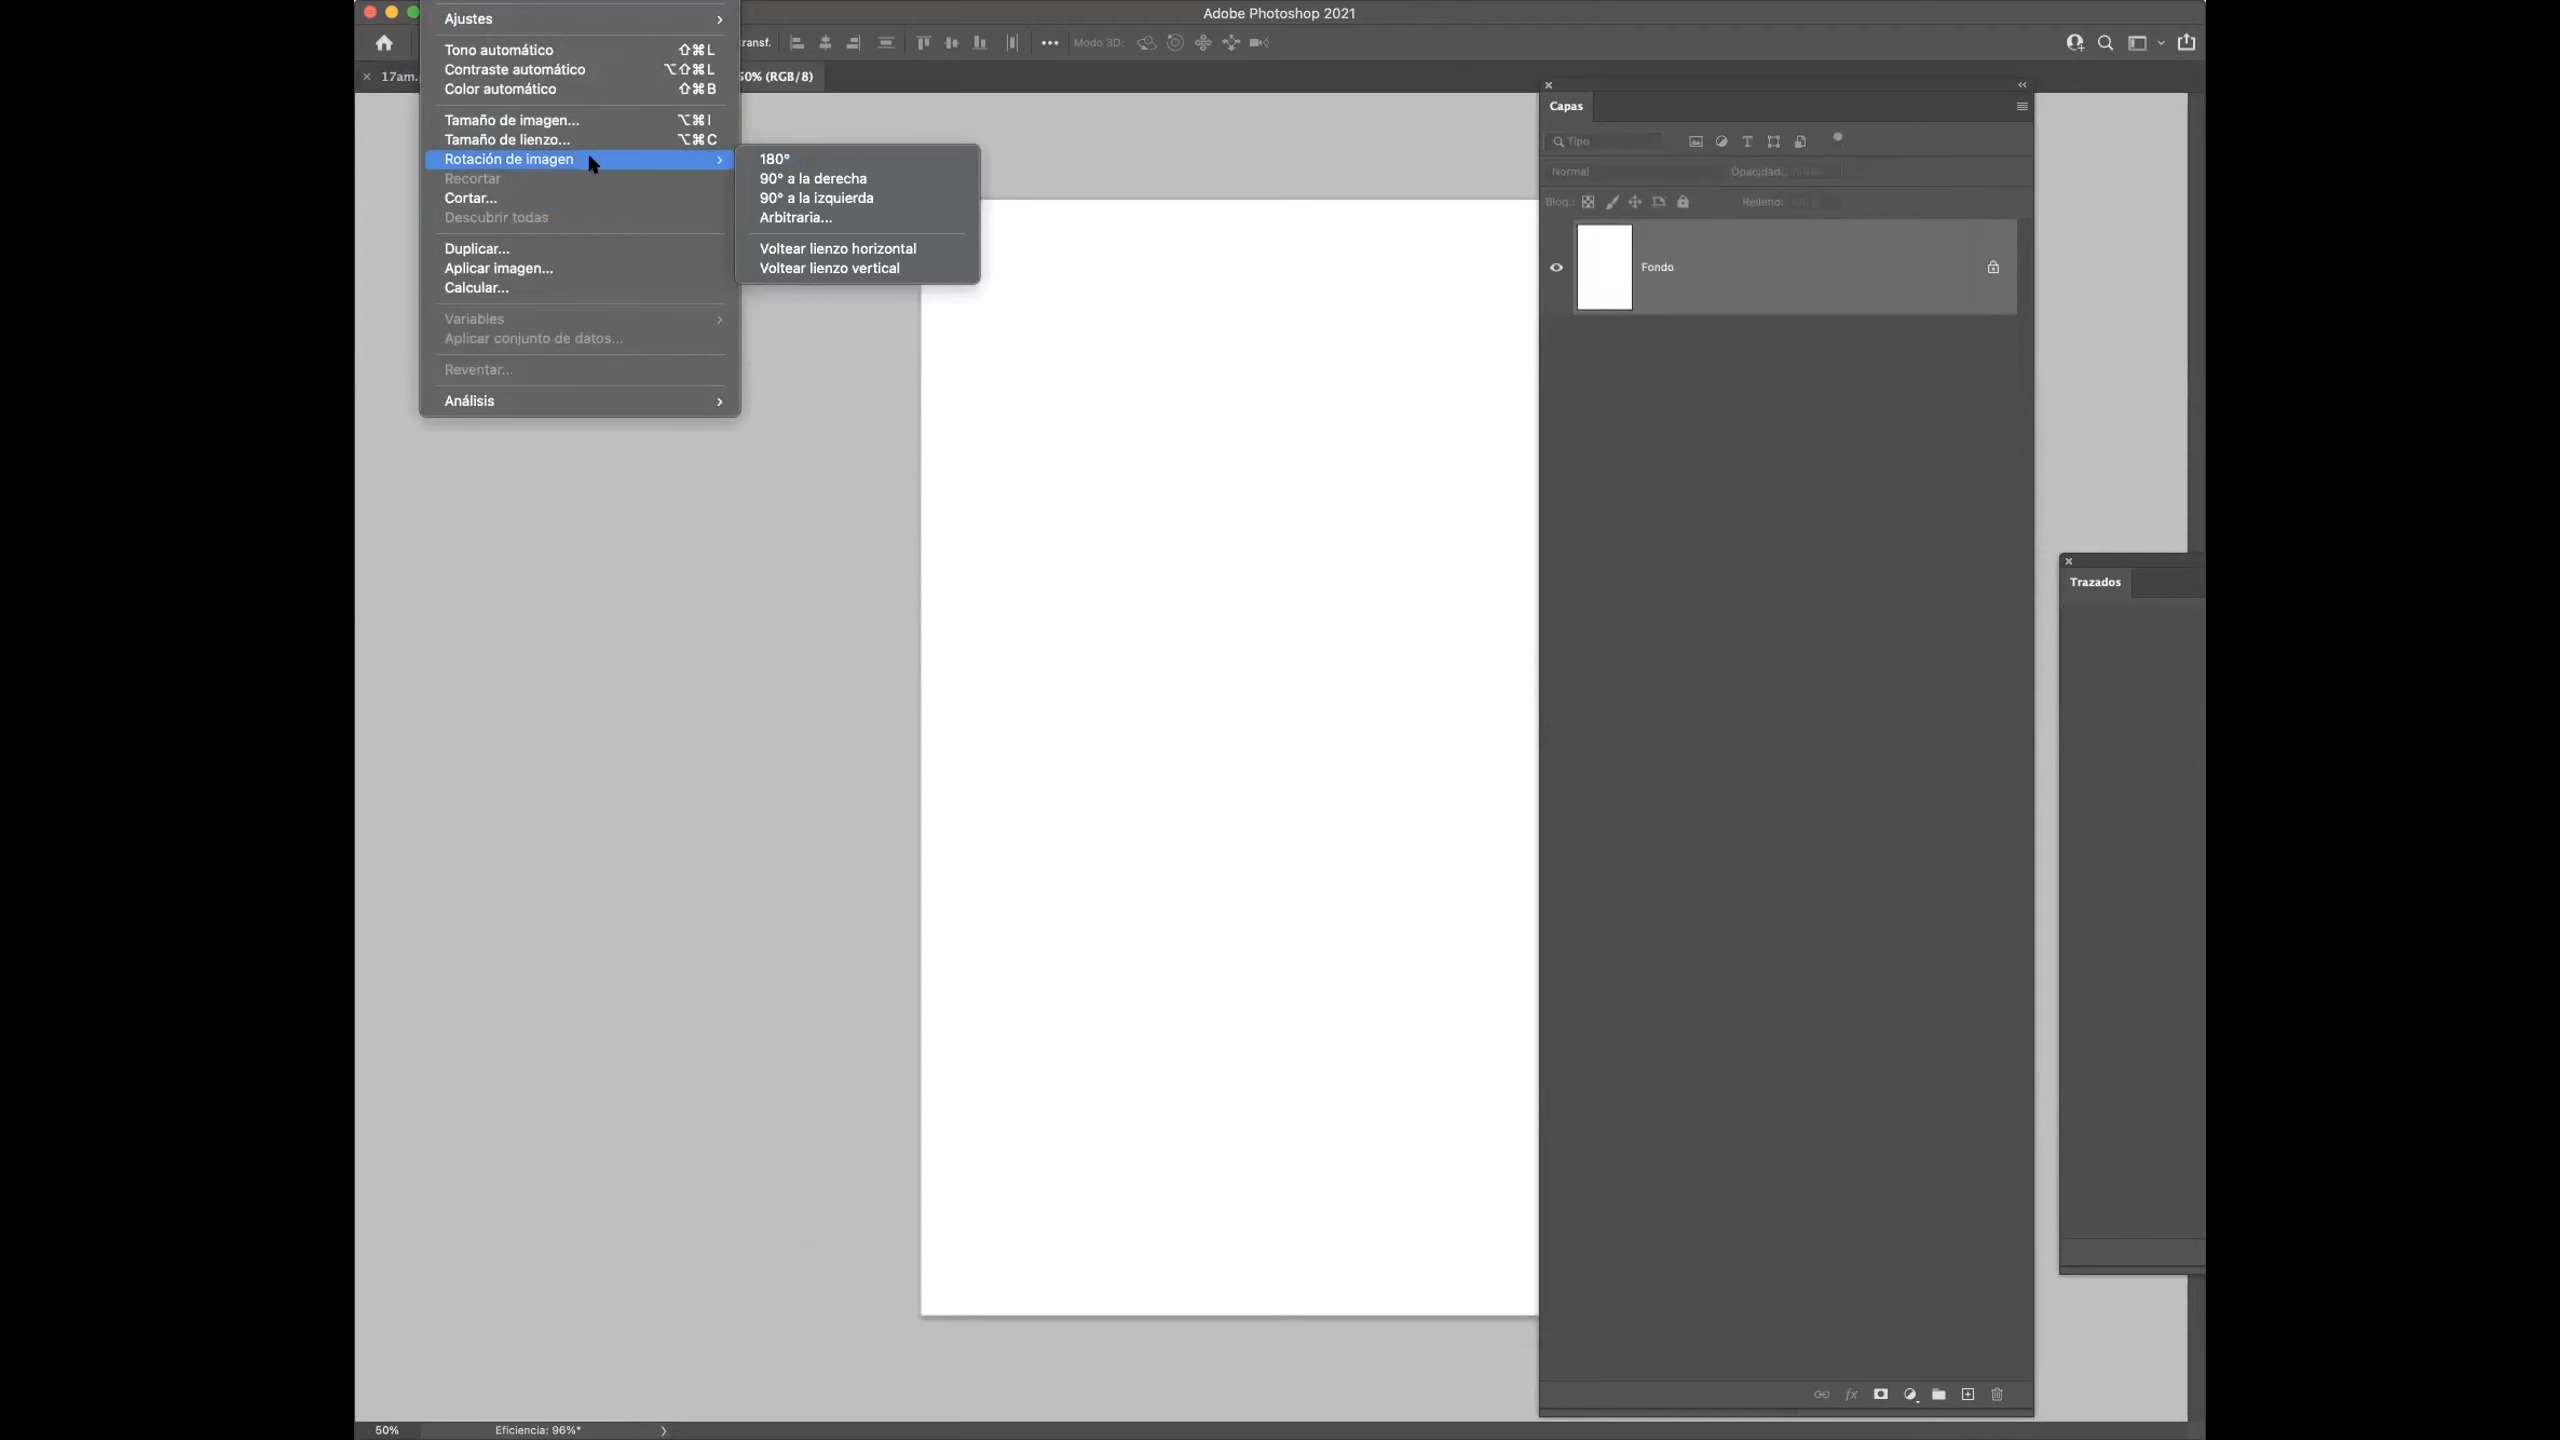 Adobe Photoshop 2021
Ajustes
Tono automático ⇧⌘L
Contraste automático ⌥⇧⌘L
Color automático ⇧⌘B
Tamaño de imagen... ⌥⌘I
Tamaño de lienzo... ⌥⌘C
Rotación de imagen
Recortar
Cortar...
Descubrir todas
Duplicar...
Aplicar imagen...
Calcular...
Variables
Aplicar conjunto de datos...
Reventar...
Análisis
180°
90° a la derecha
90° a la izquierda
Arbitraria...
Voltear lienzo horizontal
Voltear lienzo vertical
transf.
Modo 3D:
17am.
50% (RGB/8)
Capas
Tipo
Normal Opacidad:
Bloq.: Relleno:
Fondo
fx
Trazados
50% Eficiencia: 96%*